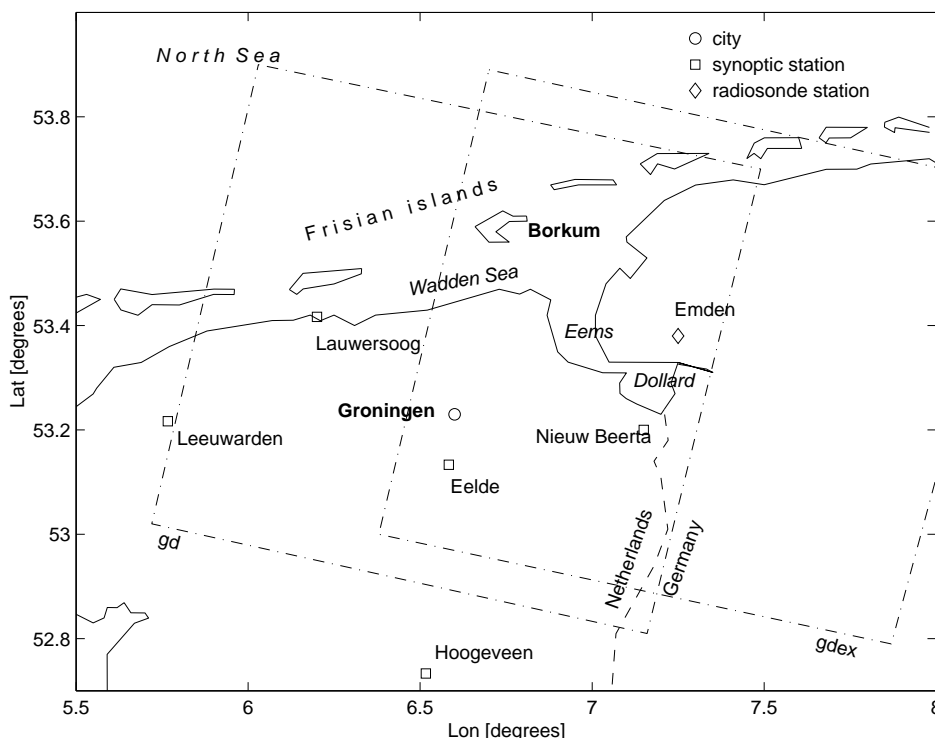 North Sea
city
synoptic station
radiosonde station
53.8
Frisian islands
53.6
Borkum
Wadden Sea
53.4
Lauwersoog
Eems
Emden
Dollard
Lat [degrees]
Groningen
53.2
Leeuwarden
Nieuw Beerta
Eelde
53
gd
Netherlands
Germany
52.8
gdex
Hoogeveen
5.5
6
6.5
7
7.5
8
Lon [degrees]